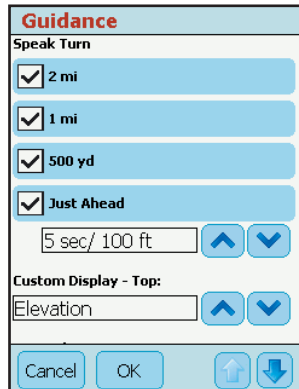 Guidance
Speak Turn
2 mi
1 mi
500 yd
Just Ahead
5 sec/ 100 ft
Custom Display - Top:
Elevation
Cancel OK